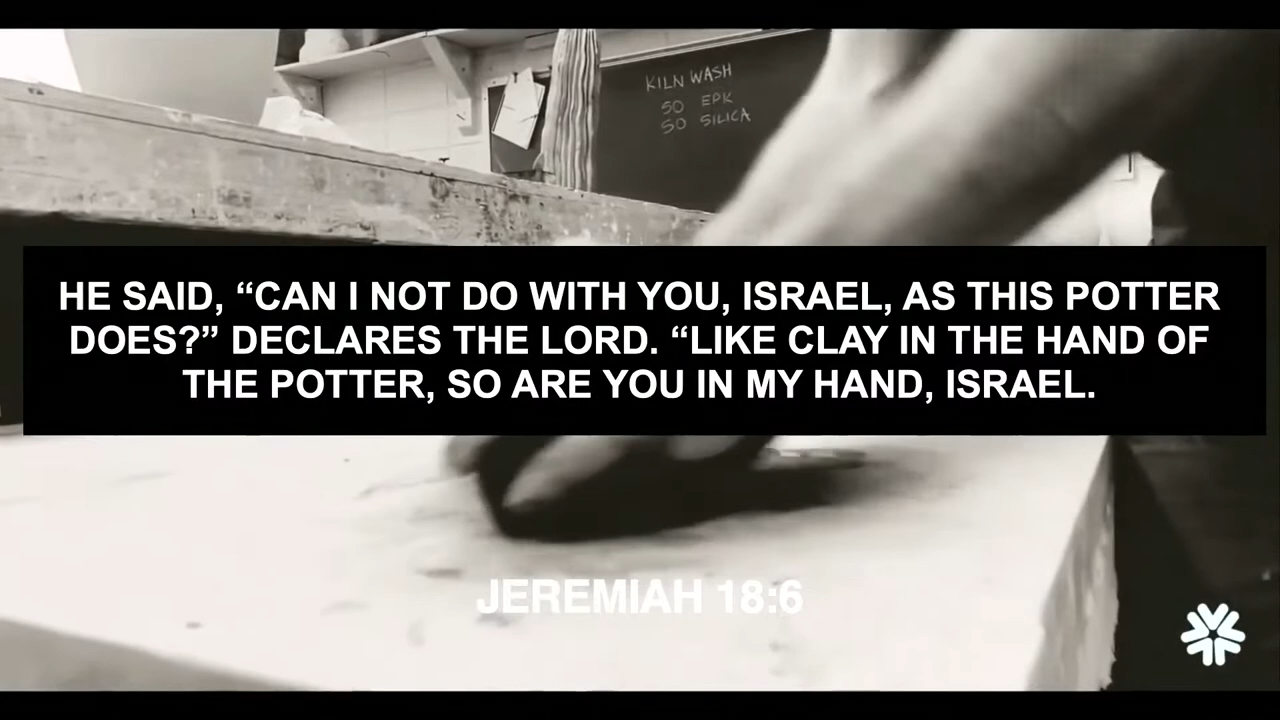 KILN WASH
50 EPK
50 SILICA
HE SAID, “CAN I NOT DO WITH YOU, ISRAEL, AS THIS POTTER
DOES?” DECLARES THE LORD. “LIKE CLAY IN THE HAND OF
THE POTTER, SO ARE YOU IN MY HAND, ISRAEL.
JEREMIAH 18:6